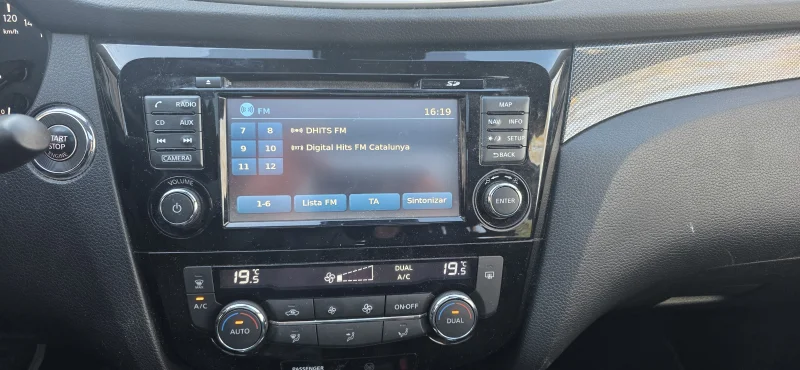 120
14
km/h
START
STOP
ENGINE
RADIO
CD AUX
CAMERA
VOLUME
SD
FM
16:19
7 8
DHITS FM
9 10
Digital Hits FM Catalunya
11 12
1-6
Lista FM
TA
Sintonizar
MAP
NAV INFO
SETUP
BACK
ENTER
19.5 °C
DUAL
A/C
19.5 °C
A/C
AUTO
ON·OFF
DUAL
PASSENGER